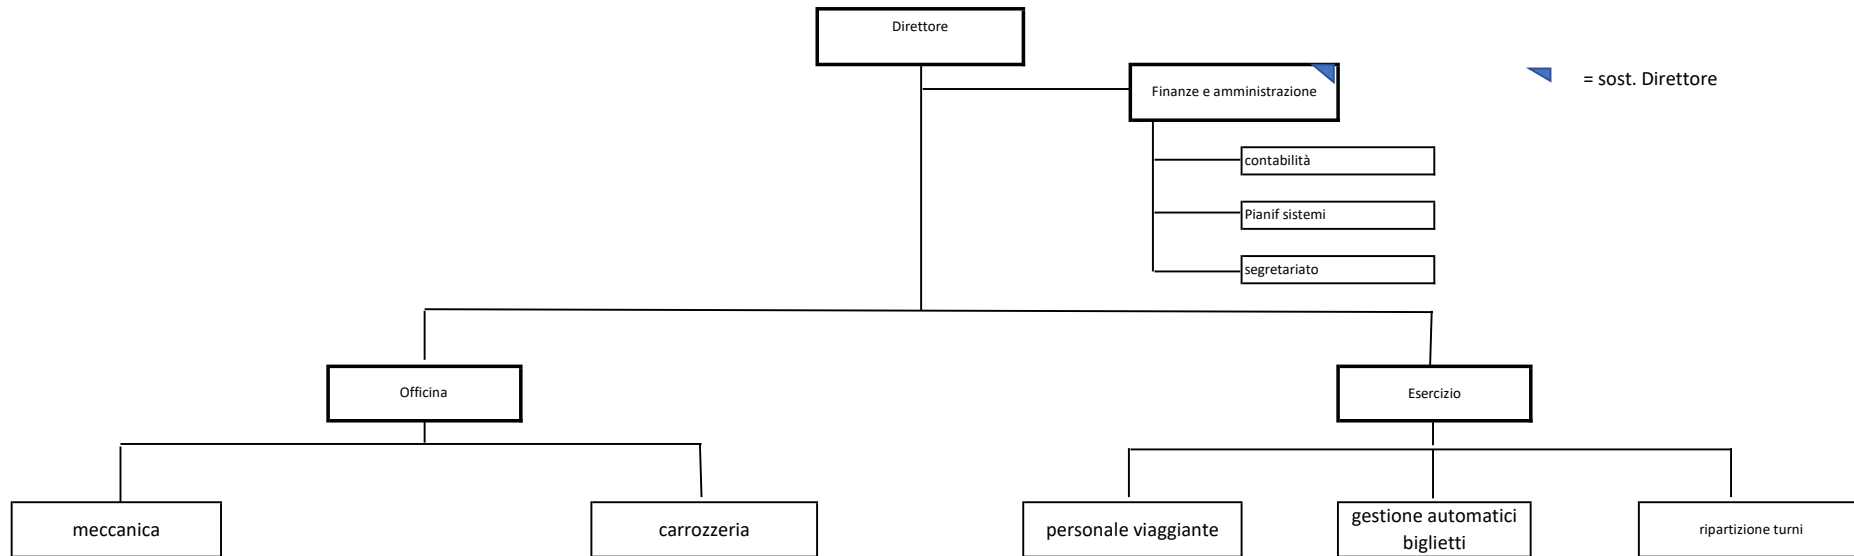 Direttore
Finanze e amministrazione
= sost. Direttore
contabilità
Pianif sistemi
segretariato
Officina
Esercizio
meccanica
carrozzeria
personale viaggiante
gestione automatici
biglietti
ripartizione turni